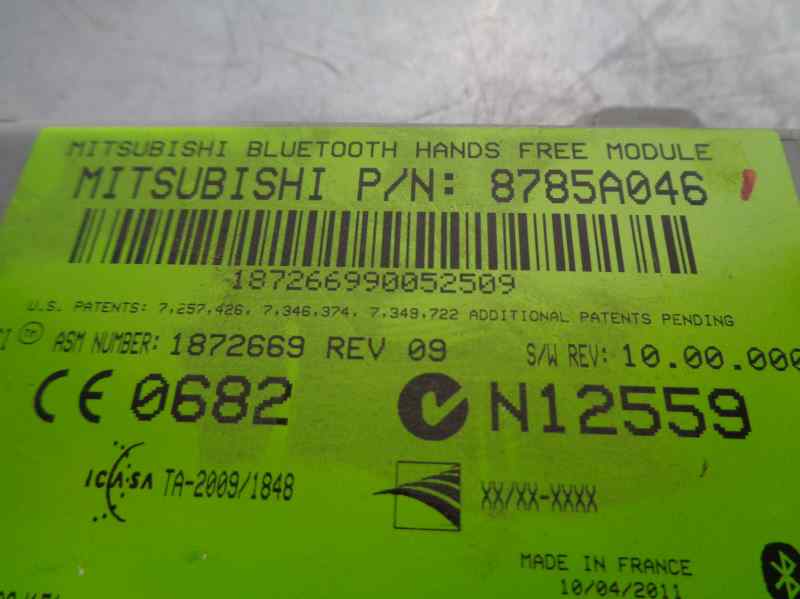 MITSUBISHI BLUETOOTH HANDS FREE MODULE
MITSUBISHI P/N: 8785A046
187266990052509
U.S. PATENTS: 7,257,426, 7,346,374, 7,349,722 ADDITIONAL PATENTS PENDING
ASM NUMBER: 1872669 REV 09 S/W REV: 10.00.000
CE 0682 N12559
ICASA TA-2009/1848 XX/XX-XXXX
MADE IN FRANCE
10/04/2011